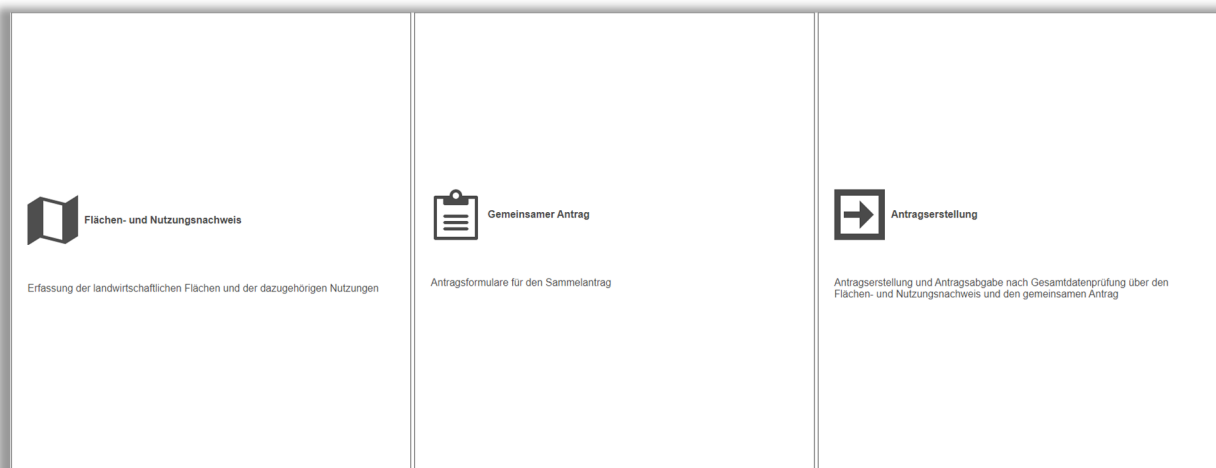 Flächen- und Nutzungsnachweis
Erfassung der landwirtschaftlichen Flächen und der dazugehörigen Nutzungen
Gemeinsamer Antrag
Antragsformulare für den Sammelantrag
Antragserstellung
Antragserstellung und Antragsabgabe nach Gesamtdatenprüfung über den
Flächen- und Nutzungsnachweis und den gemeinsamen Antrag